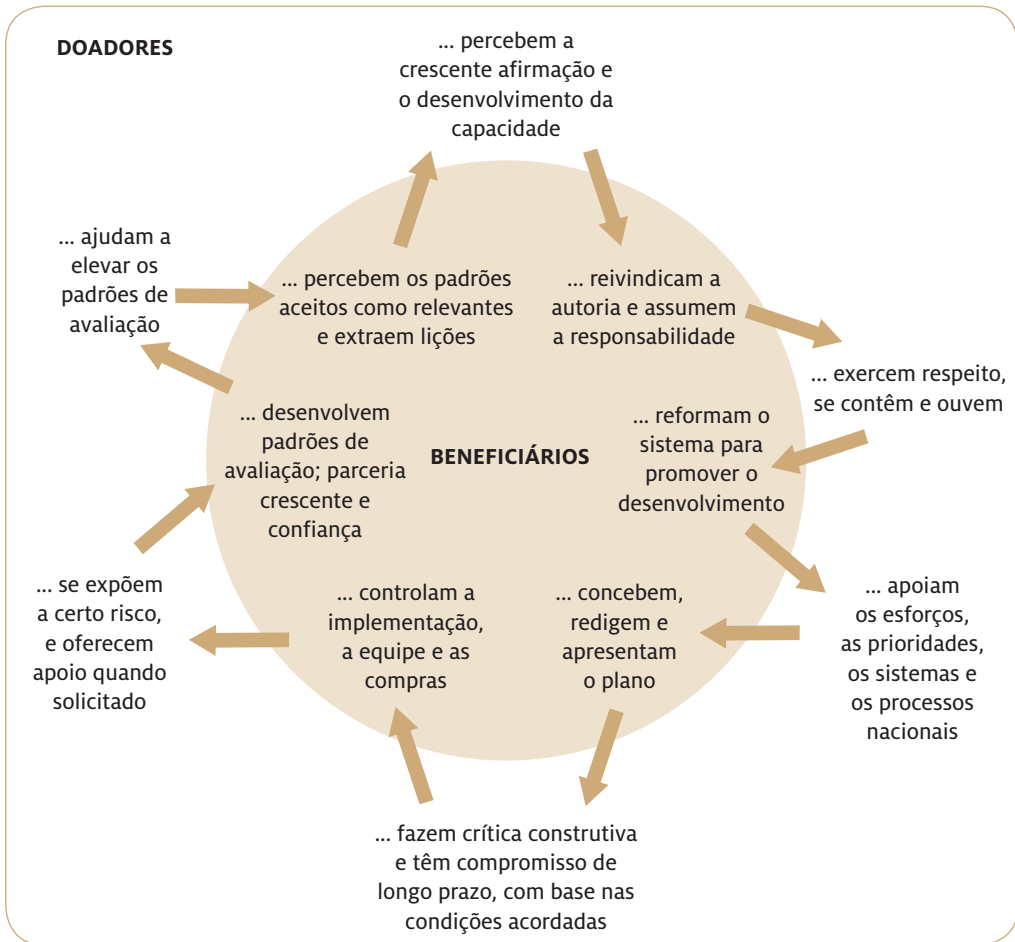 DOADORES
... percebem a
crescente afirmação e
o desenvolvimento da
capacidade
... ajudam a
elevar os
padrões de
avaliação
... percebem os padrões
aceitos como relevantes
e extraem lições
... reivindicam a
autoria e assumem
a responsabilidade
... exercem respeito,
se contêm e ouvem
... desenvolvem
padrões de
avaliação; parceria
crescente e
confiança
BENEFICIÁRIOS
... reformam o
sistema para
promover o
desenvolvimento
... se expõem
a certo risco,
e oferecem
apoio quando
solicitado
... controlam a
implementação,
a equipe e as
compras
... concebem,
redigem e
apresentam
o plano
... apoiam
os esforços,
as prioridades,
os sistemas e
os processos
nacionais
... fazem crítica construtiva
e têm compromisso de
longo prazo, com base nas
condições acordadas